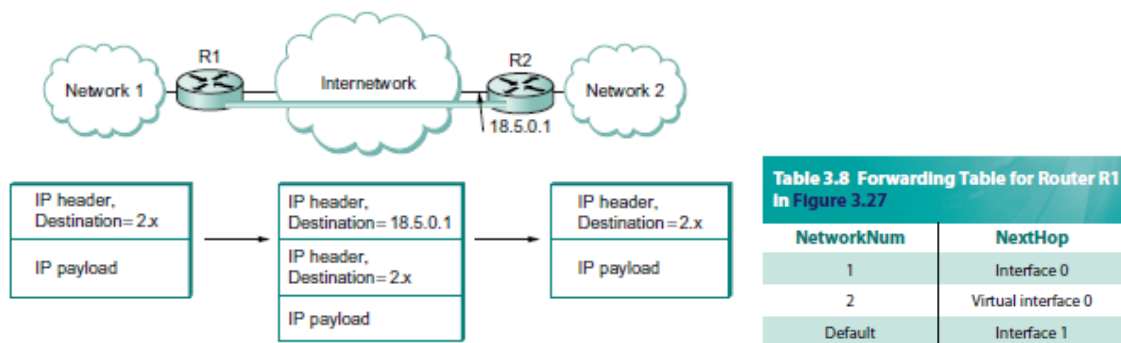 R1
R2
Network 1
Internetwork
Network 2
18.5.0.1
IP header,
Destination=2.x
IP payload
IP header,
Destination=18.5.0.1
IP header,
Destination=2.x
IP payload
IP header,
Destination=2.x
IP payload
Table 3.8 Forwarding Table for Router R1
in Figure 3.27
NetworkNum NextHop
1 Interface 0
2 Virtual interface 0
Default Interface 1